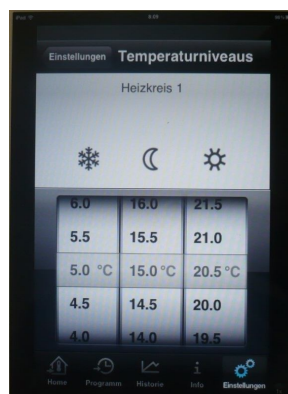 iPad
Einstellungen Temperaturniveaus
Heizkreis 1
6.0 16.0 21.5
5.5 15.5 21.0
5.0 °C 15.0 °C 20.5 °C
4.5 14.5 20.0
4.0 14.0 19.5
Home Programm Historie Info Einstellungen